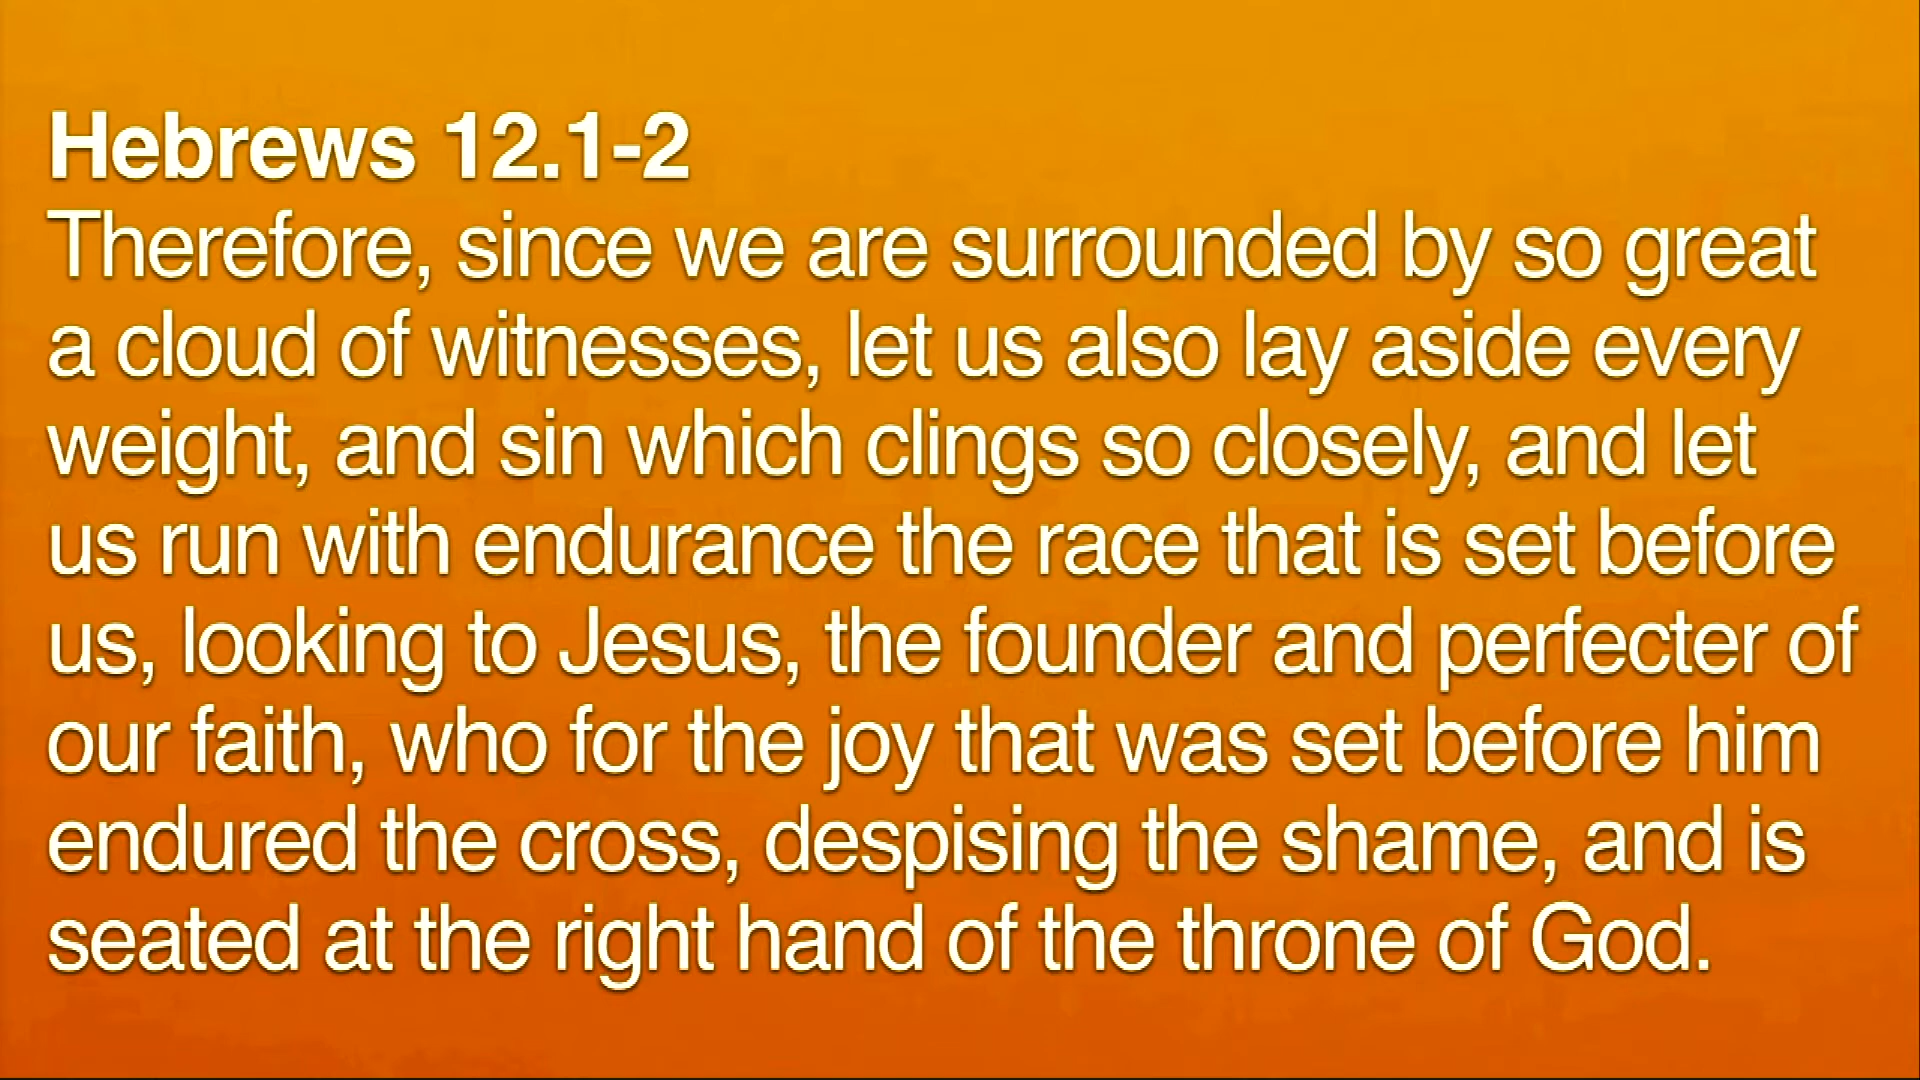 Hebrews 12.1-2
Therefore, since we are surrounded by so great
a cloud of witnesses, let us also lay aside every
weight, and sin which clings so closely, and let
us run with endurance the race that is set before
us, looking to Jesus, the founder and perfecter of
our faith, who for the joy that was set before him
endured the cross, despising the shame, and is
seated at the right hand of the throne of God.